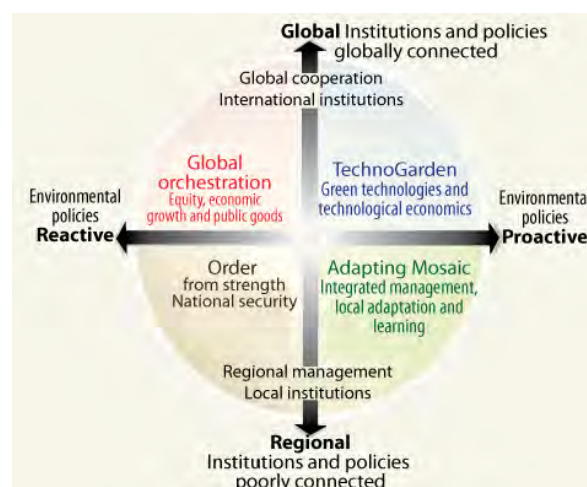 Global Institutions and policies
globally connected
Global cooperation
International institutions
Global
orchestration
Equity, economic
growth and public goods
TechnoGarden
Green technologies and
technological economics
Environmental
policies
Reactive
Environmental
policies
Proactive
Order
from strength
National security
Adapting Mosaic
Integrated management,
local adaptation and
learning
Regional management
Local institutions
Regional
Institutions and policies
poorly connected